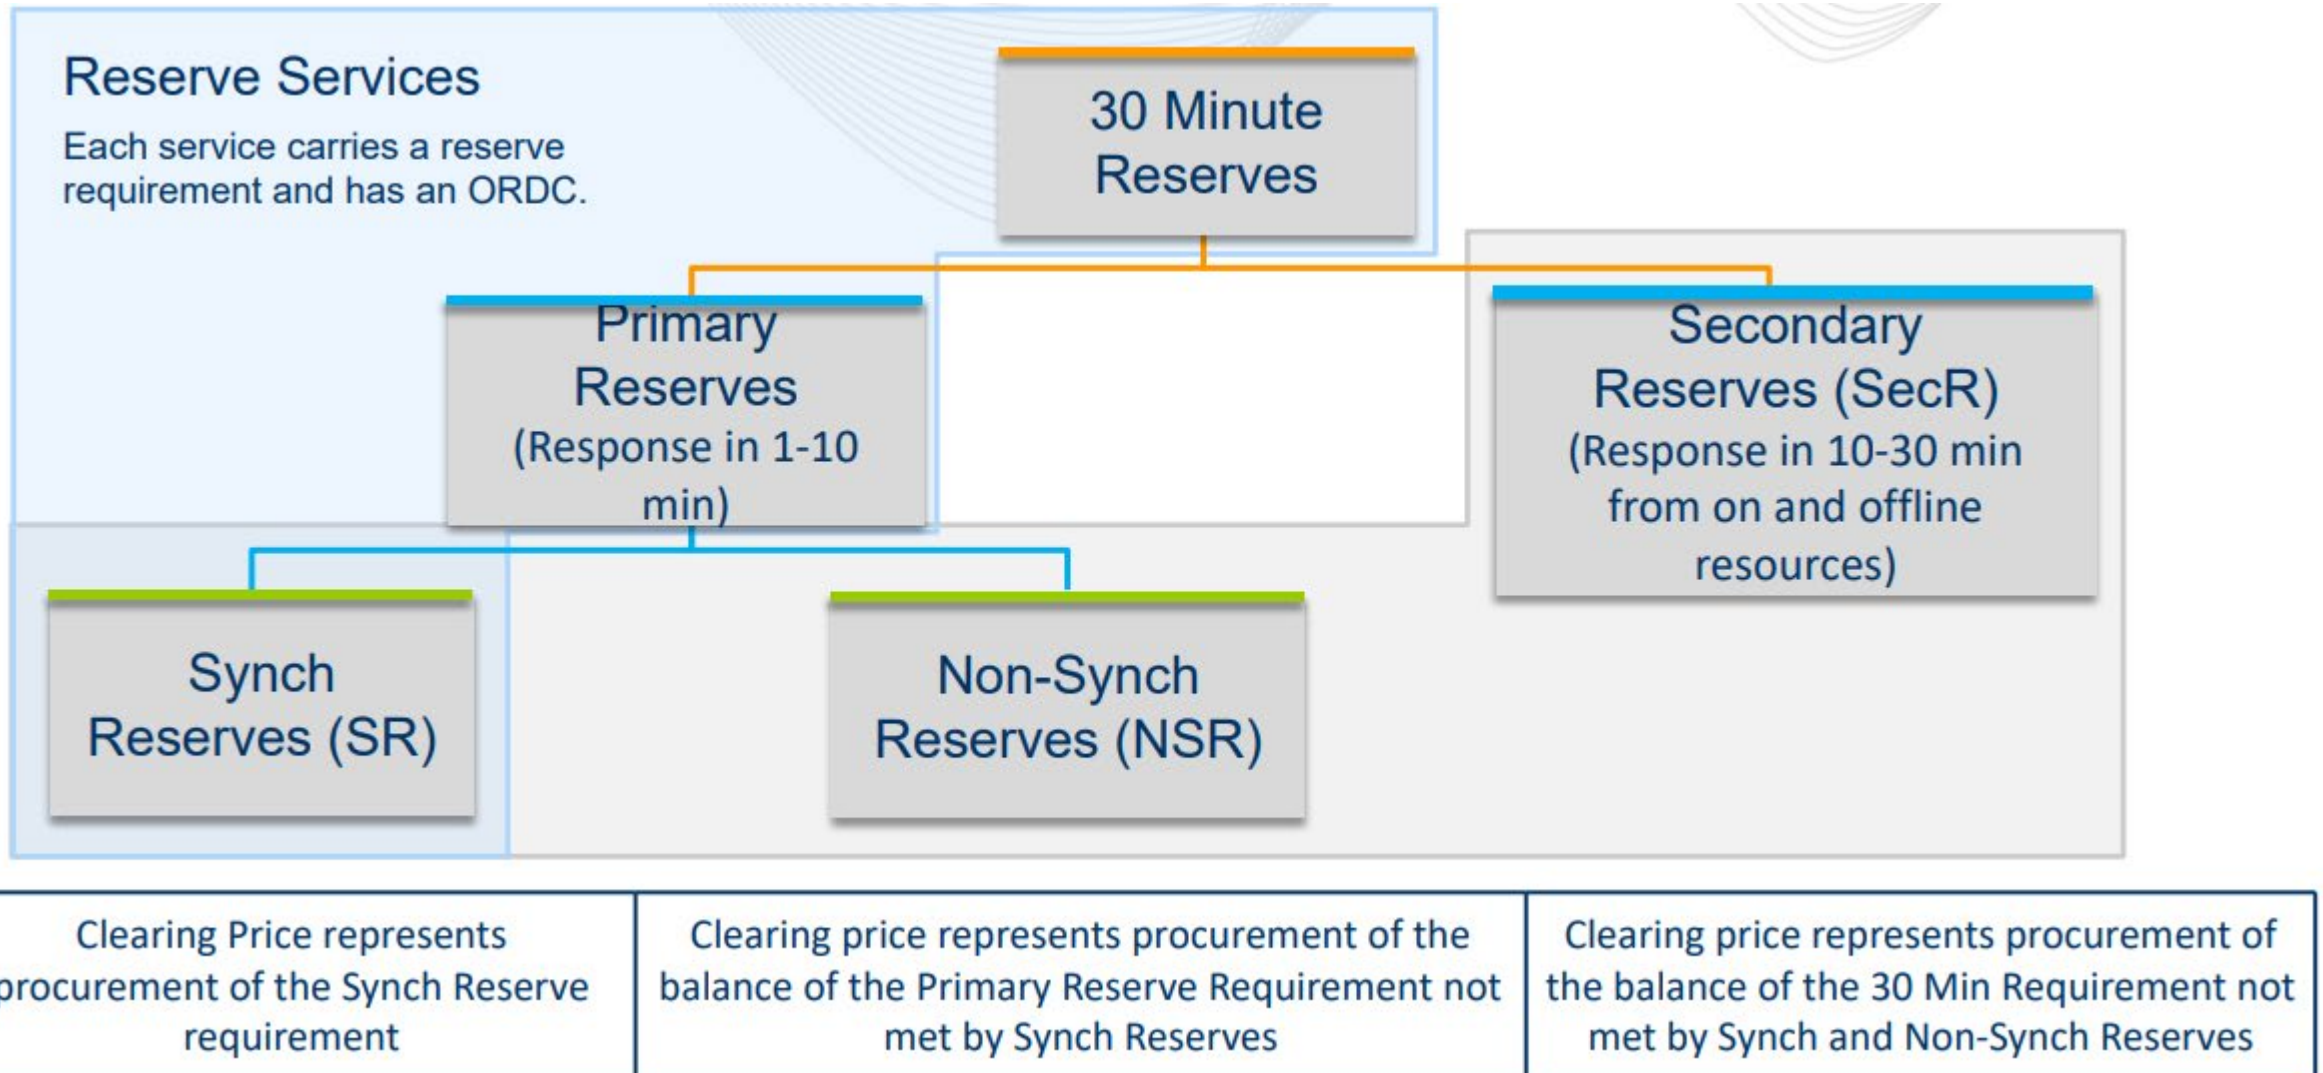 Reserve Services
Each service carries a reserve
requirement and has an ORDC.
30 Minute
Reserves
Primary
Reserves
(Response in 1-10
min)
Secondary
Reserves (SecR)
(Response in 10-30 min
from on and offline
resources)
Synch
Reserves (SR)
Non-Synch
Reserves (NSR)
Clearing Price represents
procurement of the Synch Reserve
requirement
Clearing price represents procurement of the
balance of the Primary Reserve Requirement not
met by Synch Reserves
Clearing price represents procurement of
the balance of the 30 Min Requirement not
met by Synch and Non-Synch Reserves